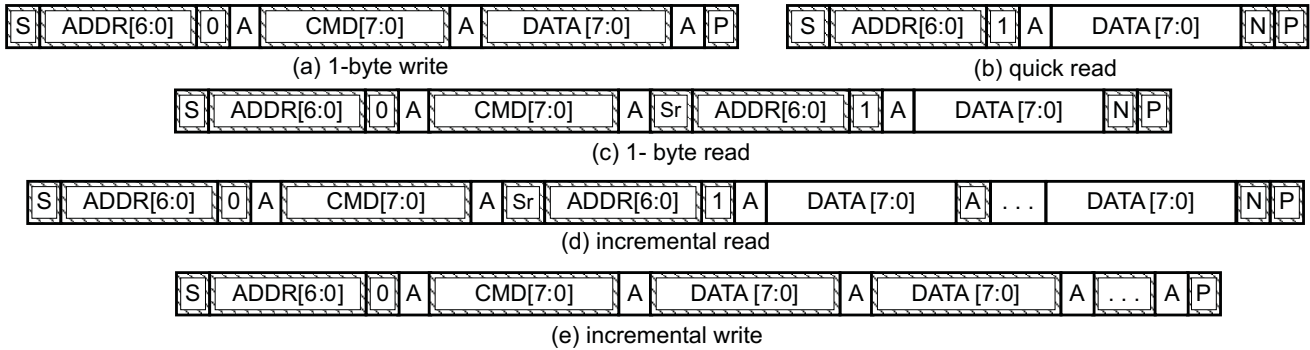 S ADDR[6:0] 0 A CMD[7:0] A DATA [7:0] A P
(a) 1-byte write
S ADDR[6:0] 1 A DATA [7:0] N P
(b) quick read
S ADDR[6:0] 0 A CMD[7:0] A Sr ADDR[6:0] 1 A DATA [7:0] N P
(c) 1- byte read
S ADDR[6:0] 0 A CMD[7:0] A Sr ADDR[6:0] 1 A DATA [7:0] A . . . DATA [7:0] N P
(d) incremental read
S ADDR[6:0] 0 A CMD[7:0] A DATA [7:0] A DATA [7:0] A . . . A P
(e) incremental write